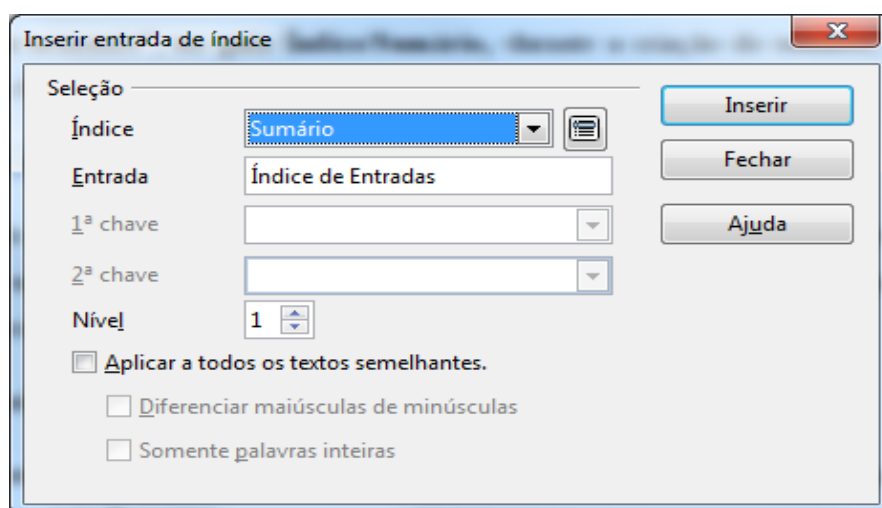 Inserir entrada de índice
Seleção
Índice
Sumário
Entrada
Índice de Entradas
1ª chave
2ª chave
Nível
1
Aplicar a todos os textos semelhantes.
Diferenciar maiúsculas de minúsculas
Somente palavras inteiras
Inserir
Fechar
Ajuda